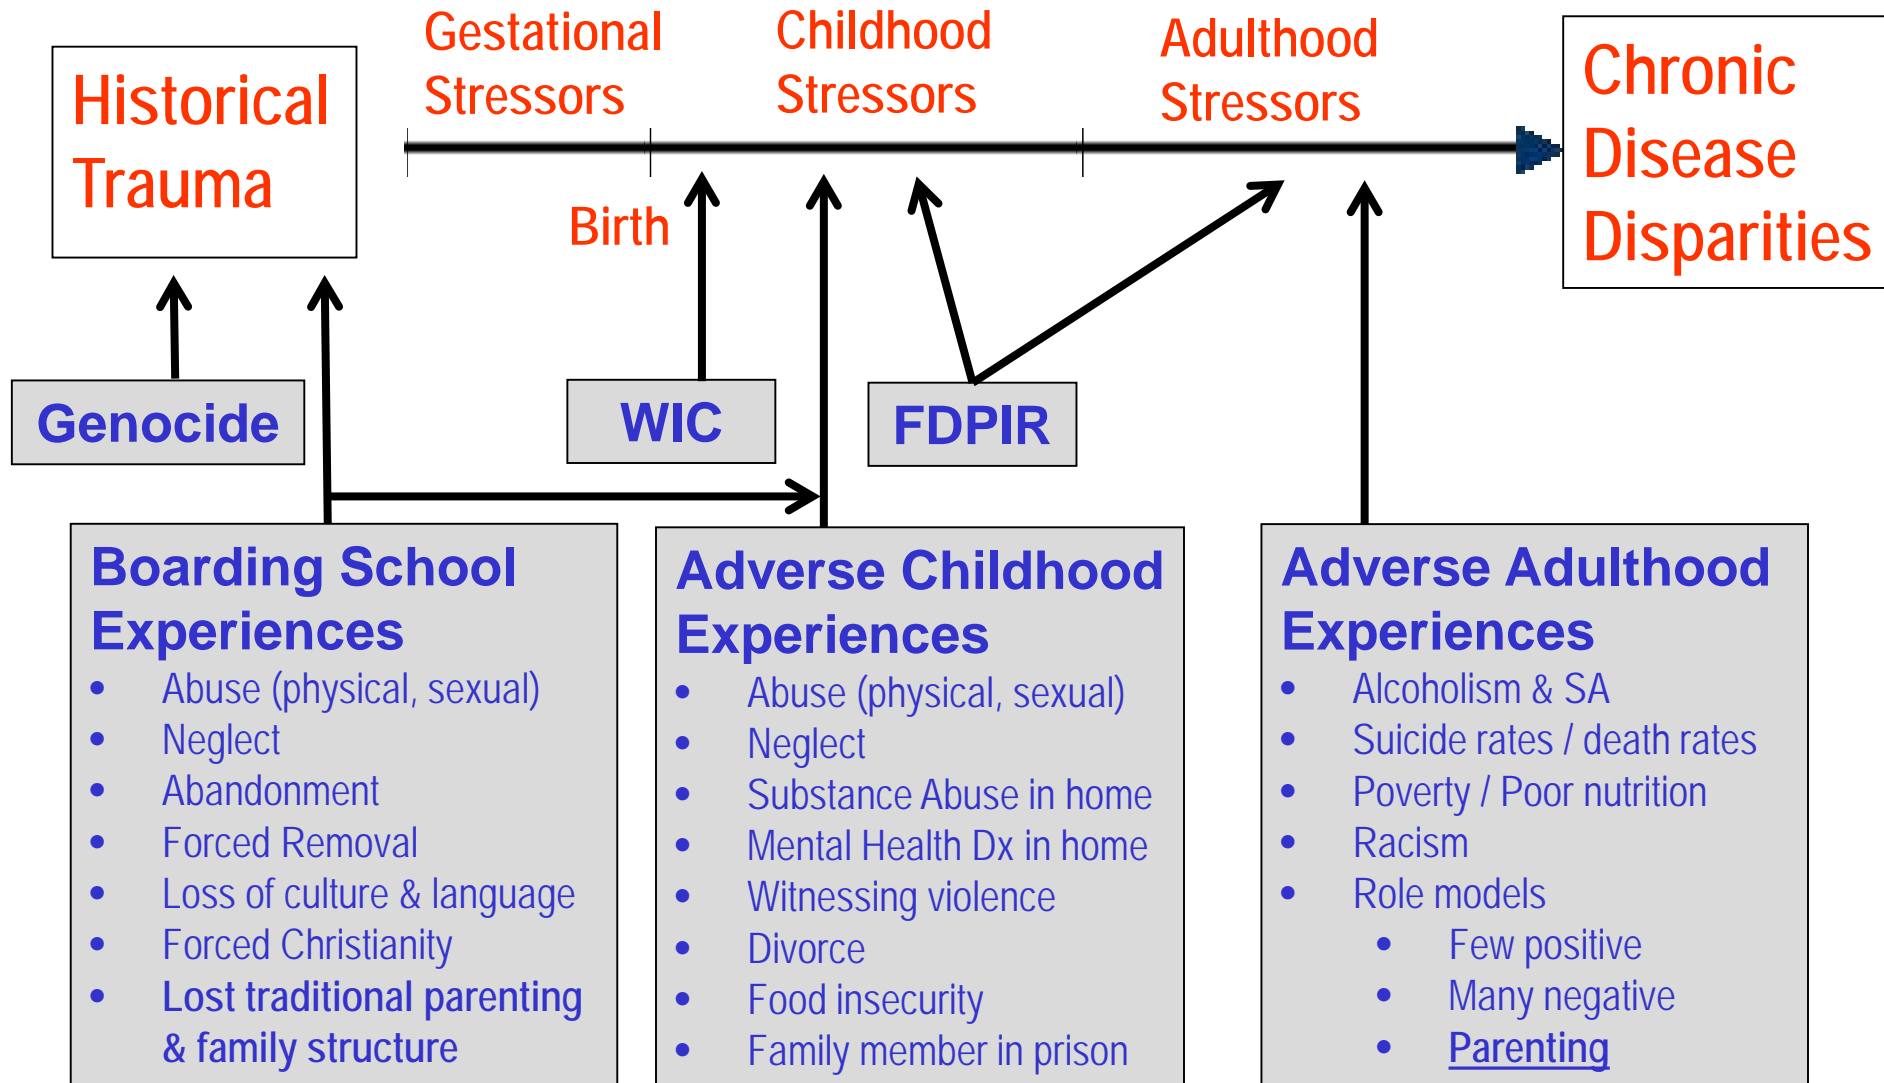 Historical
Trauma
Gestational
Stressors
Childhood
Stressors
Adulthood
Stressors
Chronic
Disease
Disparities
Birth
Genocide
WIC
FDPIR
Boarding School
Experiences
• Abuse (physical, sexual)
• Neglect
• Abandonment
• Forced Removal
• Loss of culture & language
• Forced Christianity
• Lost traditional parenting
& family structure
Adverse Childhood
Experiences
• Abuse (physical, sexual)
• Neglect
• Substance Abuse in home
• Mental Health Dx in home
• Witnessing violence
• Divorce
• Food insecurity
• Family member in prison
Adverse Adulthood
Experiences
• Alcoholism & SA
• Suicide rates / death rates
• Poverty / Poor nutrition
• Racism
• Role models
• Few positive
• Many negative
• Parenting